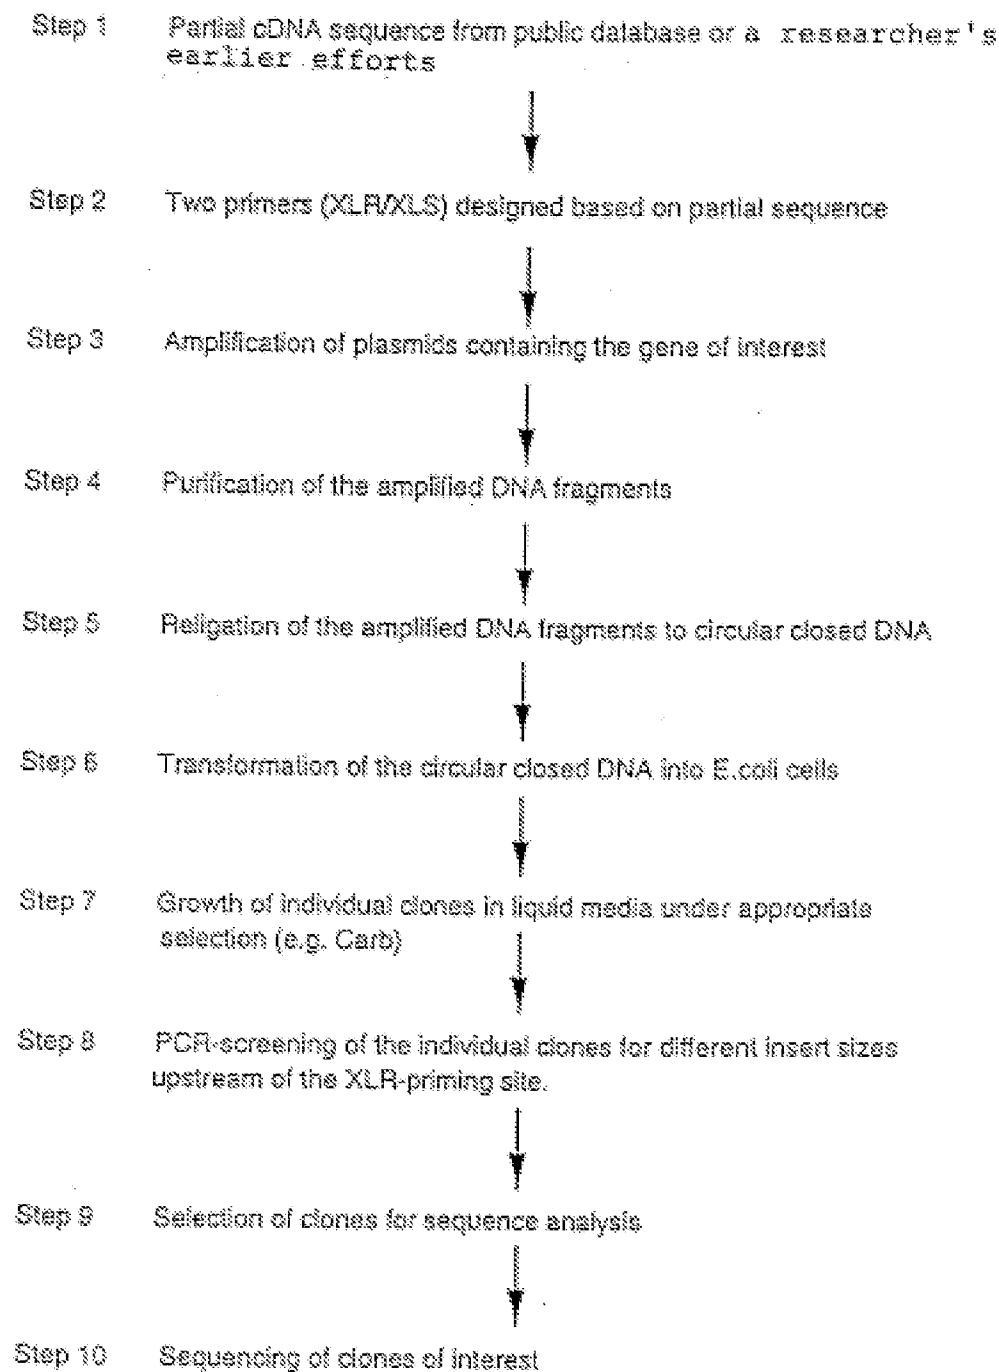 Step 1 Partial cDNA sequence from public database or a researcher's
earlier efforts
Step 2 Two primers (XLR/XLS) designed based on partial sequence
Step 3 Amplification of plasmids containing the gene of interest
Step 4 Purification of the amplified DNA fragments
Step 5 Religation of the amplified DNA fragments to circular closed DNA
Step 6 Transformation of the circular closed DNA into E.coli cells
Step 7 Growth of individual clones in liquid media under appropriate
selection (e.g. Carb)
Step 8 PCR-screening of the individual clones for different insert sizes
upstream of the XLR-priming site.
Step 9 Selection of clones for sequence analysis
Step 10 Sequencing of clones of interest